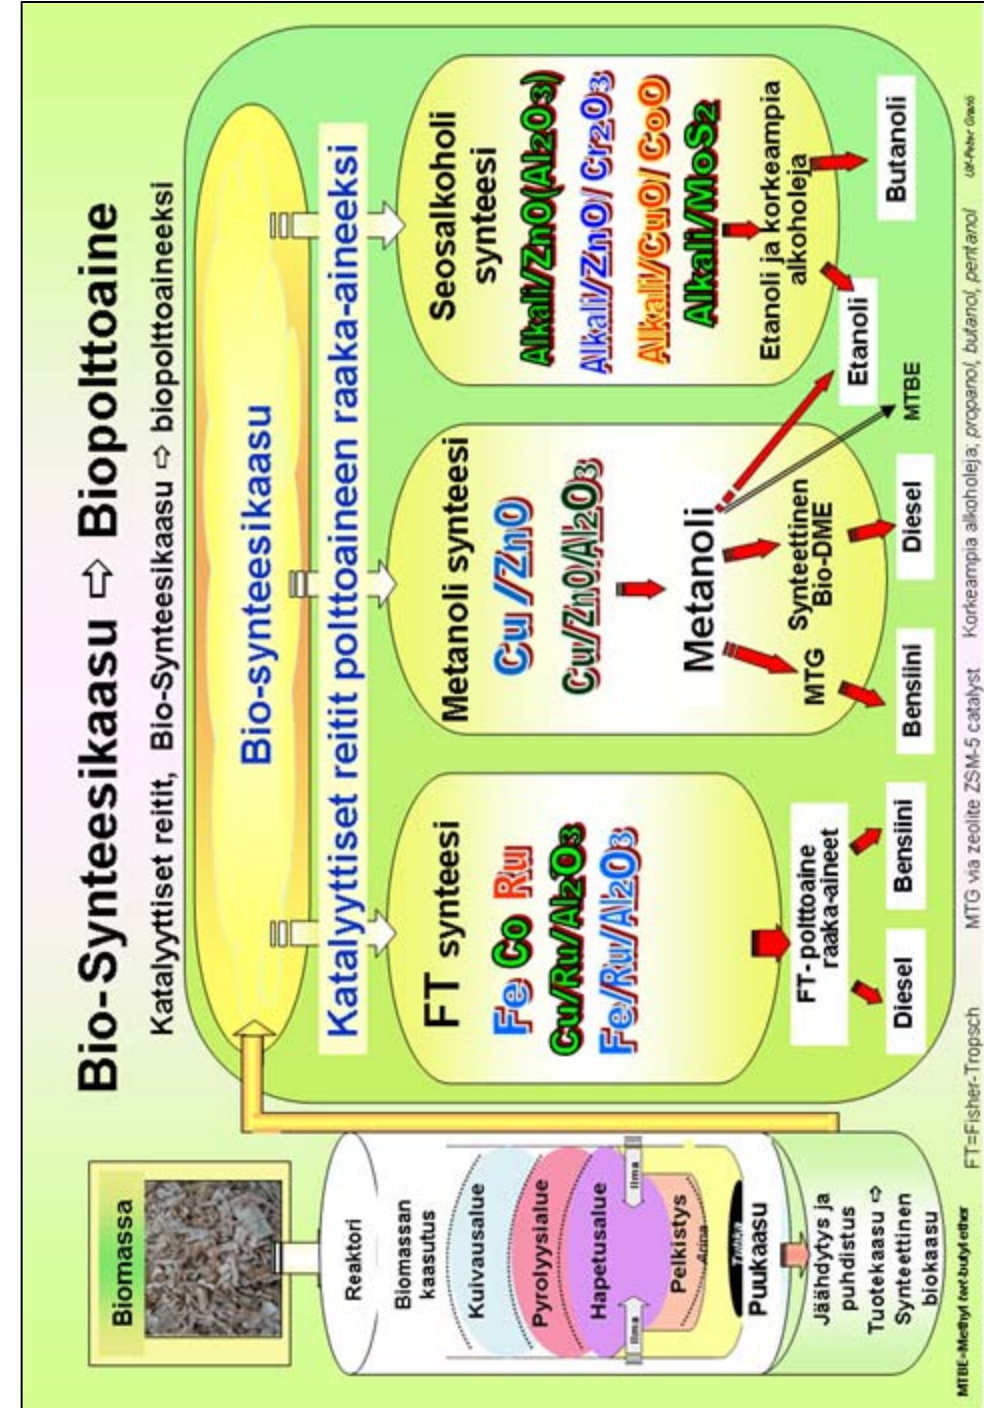 Bio-Synteesikaasu ⇨ Biopolttoaine
Katalyyttiset reitit, Bio-Synteesikaasu ⇨ biopolttoaineeksi
Biomassa
Reaktori
Biomassan
kaasutus
Kuivausalue
Pyrolyysialue
Hapetusalue
Ilma
Ilma
Pelkistys
Arina
Tuhka
Puukaasu
Jäähdytys ja
puhdistus
Tuotekaasu ⇨
Synteettinen
biokaasu
Bio-synteesikaasu
Katalyyttiset reitit polttoaineen raaka-aineeksi
FT synteesi
Fe Co Ru
Cu/Ru/Al2O3
Fe/Ru/Al2O3
FT- polttoaine
raaka-aineet
Diesel
Bensiini
Metanoli synteesi
Cu /ZnO
Cu/ZnO/Al2O3
Metanoli
MTG
Synteettinen
Bio-DME
Bensiini
Diesel
MTBE
Seosalkoholi
synteesi
Alkali/ZnO(Al2O3)
Alkali/ZnO/ Cr2O3
Alkali/CuO/ CoO
Alkali/MoS2
Etanoli ja korkeampia
alkoholeja
Etanoli
Butanoli
MTBE=Methyl tert-butyl ether
FT=Fisher-Tropsch
MTG via zeolite ZSM-5 catalyst
Korkeampia alkoholeja; propanol, butanol, pentanol
Ulf-Peter Granö